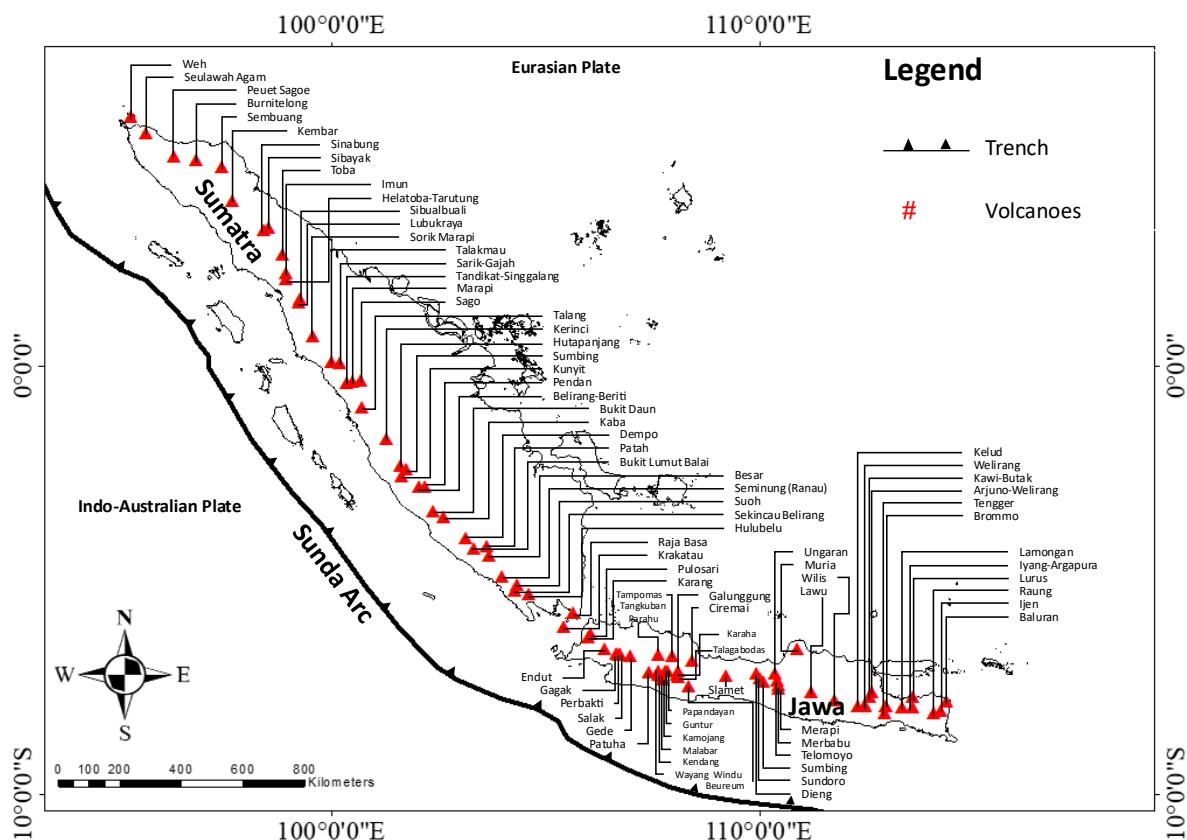 100°0'0"E
110°0'0"E
Eurasian Plate
Legend
Trench
#
Volcanoes
Weh
Seulawah Agam
Peuet Sagoe
Burnitelong
Sembuang
Kembar
Sinabung
Sibayak
Toba
Imun
Helatoba-Tarutung
Sibualbuali
Lubukraya
Sorik Marapi
Talakmau
Sarik-Gajah
Tandikat-Singgalang
Marapi
Sago
Talang
Kerinci
Hutapanjang
Sumbing
Kunyit
Pendan
Belirang-Beriti
Bukit Daun
Kaba
Dempo
Patah
Bukit Lumut Balai
Besar
Seminung (Ranau)
Suoh
Sekincau Belirang
Hulubelu
Raja Basa
Krakatau
Pulosari
Karang
Tampomas
Tangkuban
Parahu
Galunggung
Ciremai
Karaha
Talagabodas
Ungaran
Muria
Wilis
Lawu
Kelud
Welirang
Kawi-Butak
Arjuno-Welirang
Tengger
Brommo
Lamongan
Iyang-Argapura
Lurus
Raung
Ijen
Baluran
Sumatra
0°0'0"
0°0'0"
Indo-Australian Plate
Sunda Arc
Jawa
Endut
Gagak
Perbakti
Salak
Gede
Patuha
Slamet
Papandayan
Guntur
Kamojang
Malabar
Kendang
Wayang Windu
Beureum
Merapi
Merbabu
Telomoyo
Sumbing
Sundoro
Dieng
N
W
E
S
0 100 200 400 600 800
Kilometers
10°0'0"S
10°0'0"S
100°0'0"E
110°0'0"E